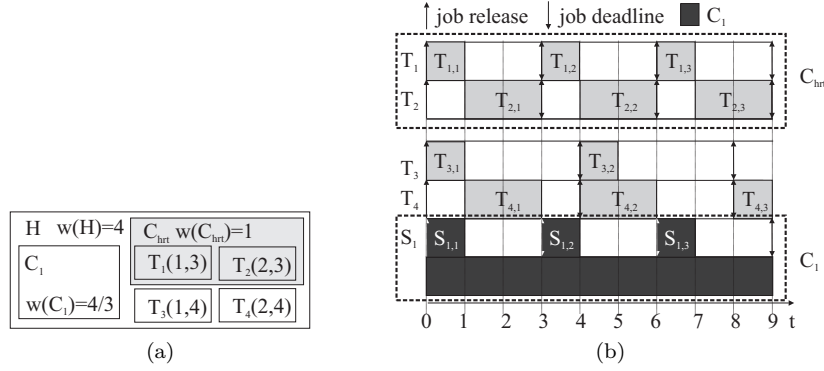 job release
job deadline
C1
T1 T1,1 T1,2 T1,3
Chrt
T2 T2,1 T2,2 T2,3
T3 T3,1 T3,2
T4 T4,1 T4,2 T4,3
S1 S1,1 S1,2 S1,3
C1
0 1 2 3 4 5 6 7 8 9 t
H w(H)=4
Chrt w(Chrt)=1
C1
T1(1,3) T2(2,3)
w(C1)=4/3
T3(1,4) T4(2,4)
(a)
(b)